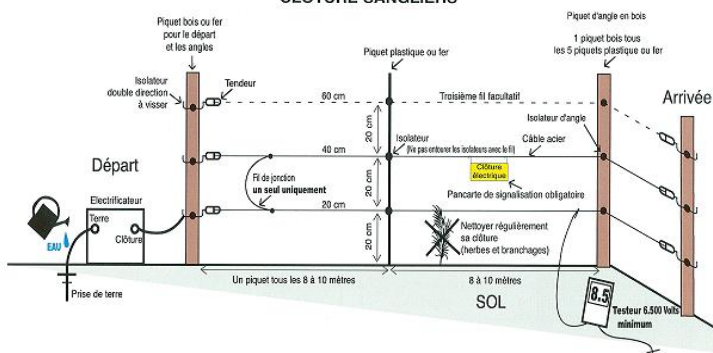 CLÔTURE SANGLIERS
Piquet bois ou fer
pour le départ
et les angles
Piquet d'angle en bois
1 piquet bois tous
les 5 piquets plastique ou fer
Piquet plastique ou fer
Isolateur
double direction
à visser
Tendeur
60 cm
Troisième fil facultatif
Arrivée
20 cm
Isolateur d'angle
Isolateur
(Ne pas entourer les isolateurs avec le fil)
Câble acier
40 cm
Départ
Fil de jonction
un seul uniquement
20 cm
Clôture
électrique
Pancarte de signalisation obligatoire
Electrificateur
Terre
Clôture
EAU
20 cm
20 cm
Nettoyer régulièrement
sa clôture
(herbes et branchages)
Un piquet tous les 8 à 10 mètres
8 à 10 mètres
Prise de terre
SOL
8.5
Testeur 6.500 Volts
minimum